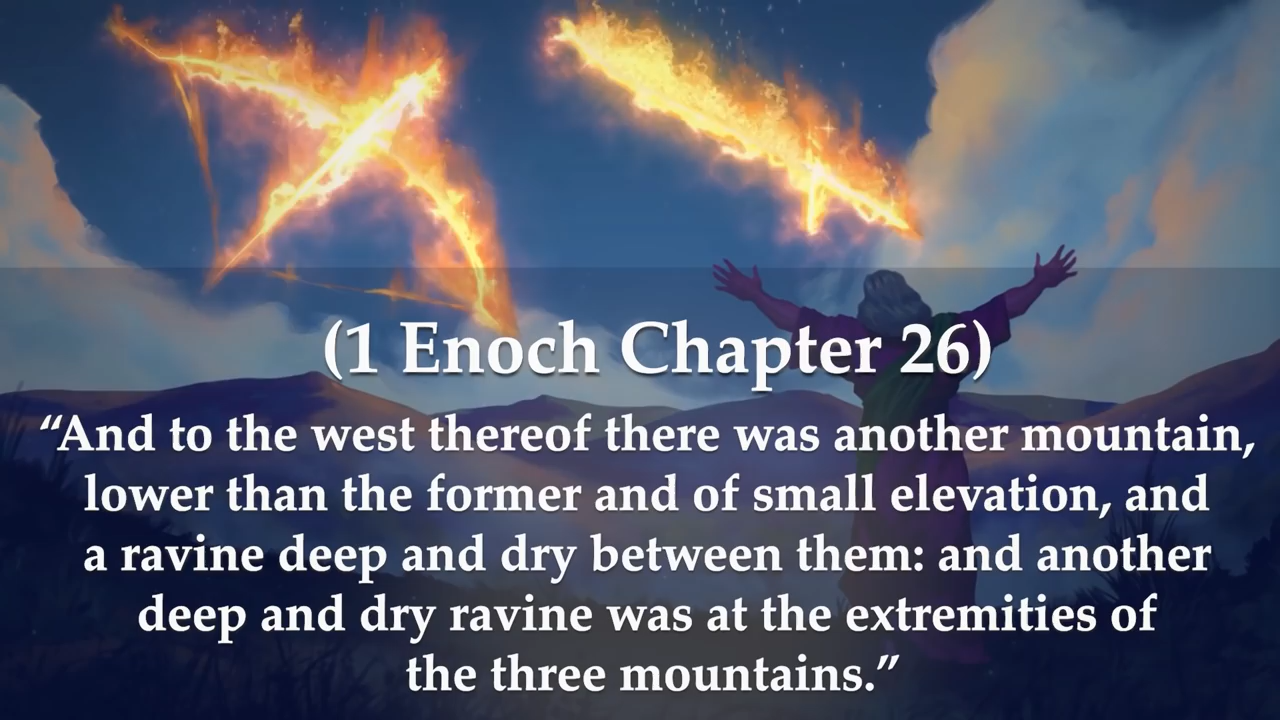 (1 Enoch Chapter 26)
“And to the west thereof there was another mountain,
lower than the former and of small elevation, and
a ravine deep and dry between them: and another
deep and dry ravine was at the extremities of
the three mountains.”